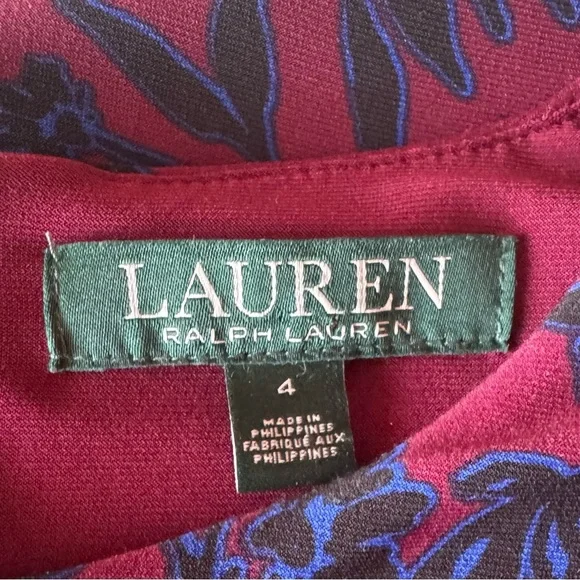 LAUREN
RALPH LAUREN
4
MADE IN
PHILIPPINES
FABRIQUÉ AUX
PHILIPPINES